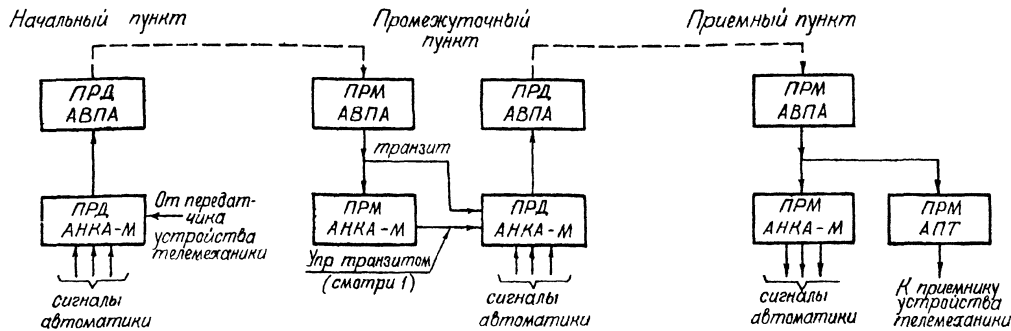 Начальный пункт
Промежуточный
пункт
Приемный пункт
ПРД
АВПА
ПРМ
АВПА
ПРД
АВПА
ПРМ
АВПА
транзит
ПРД
АНКА-М
От передат-
чика
устройства
телемеханики
ПРМ
АНКА-М
ПРД
АНКА-М
ПРМ
АНКА-М
ПРМ
АПТ
Упр транзитом
(смотри 1)
сигналы
автоматики
сигналы
автоматики
сигналы
автоматики
К приемнику
устройства
телемеханики